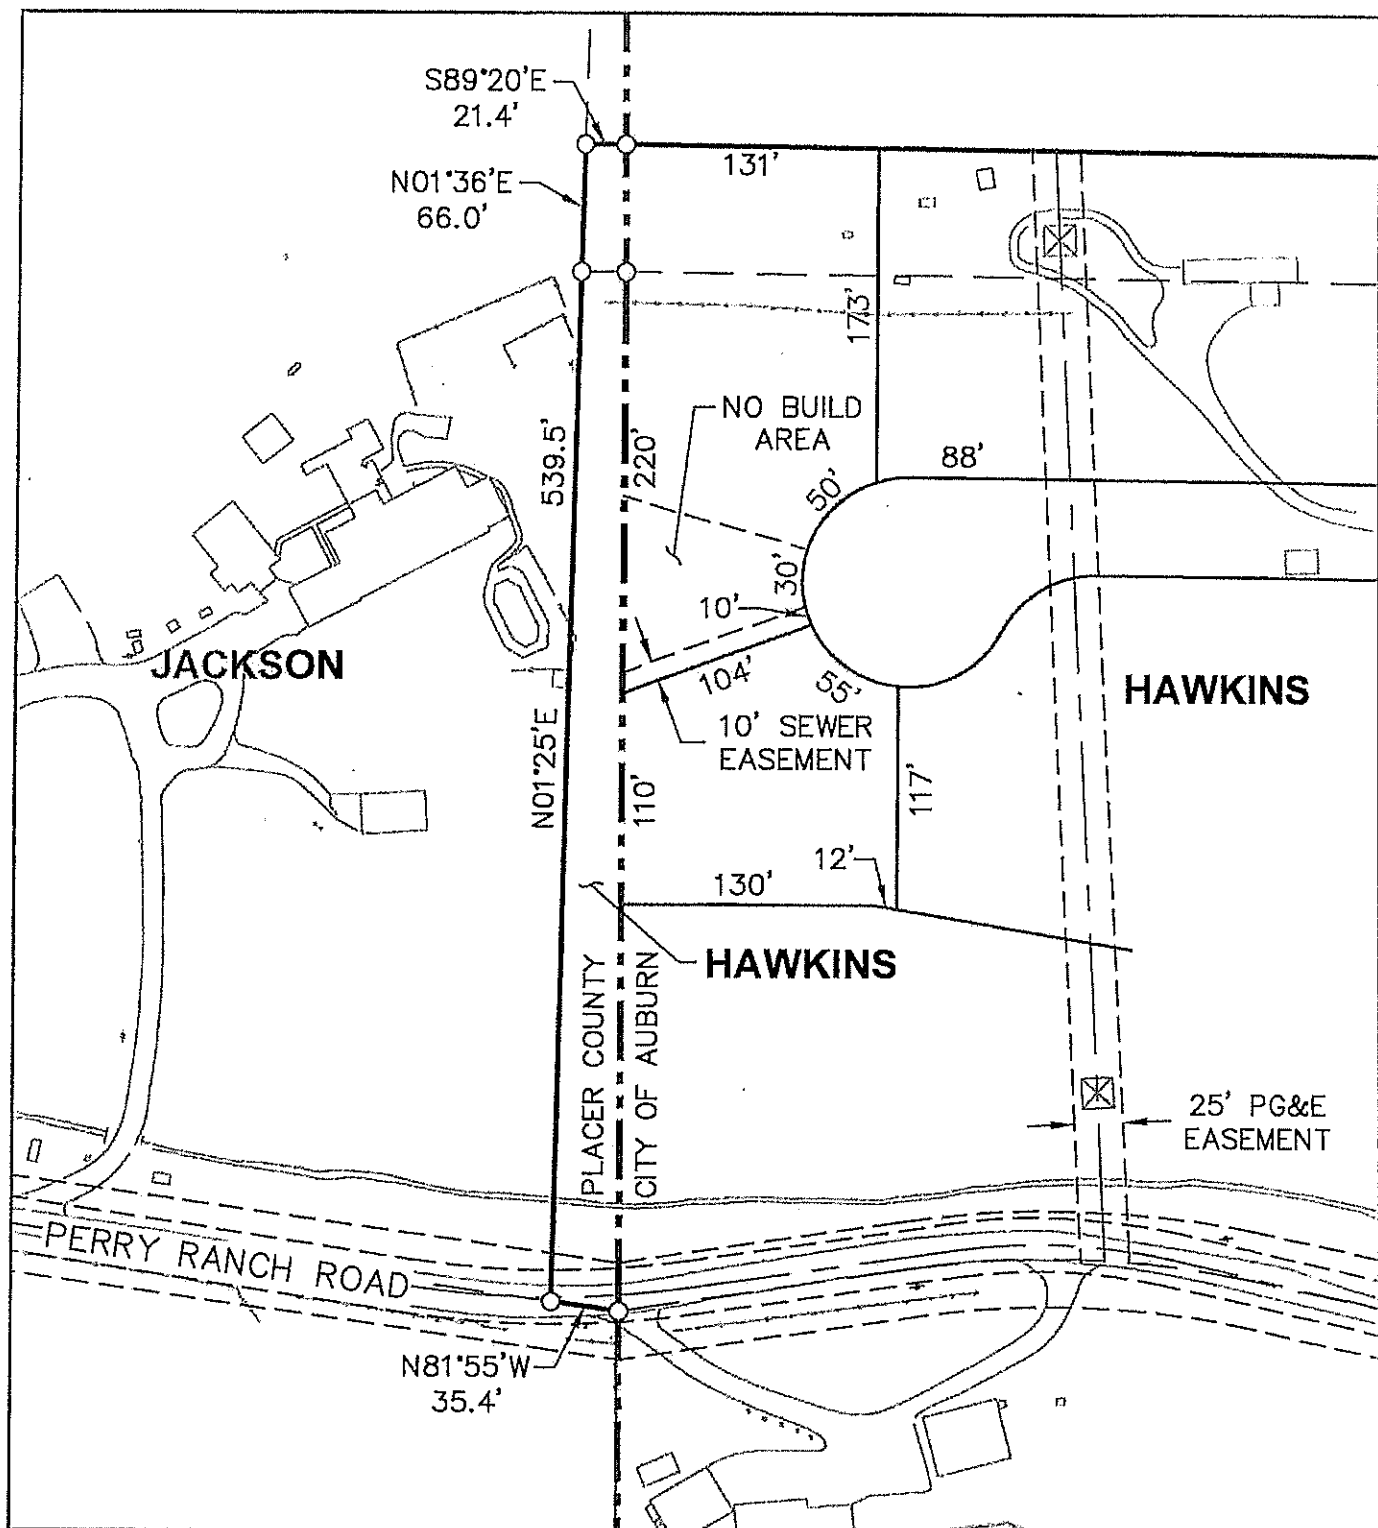 S89°20'E
21.4'
N01°36'E
66.0'
131'
173'
NO BUILD
AREA
88'
539.5'
220'
50'
30'
10'
JACKSON
104'
55'
HAWKINS
10' SEWER
EASEMENT
N01°25'E
110'
117'
12'
130'
HAWKINS
PLACER COUNTY
CITY OF AUBURN
25' PG&E
EASEMENT
PERRY RANCH ROAD
N81°55'W
35.4'